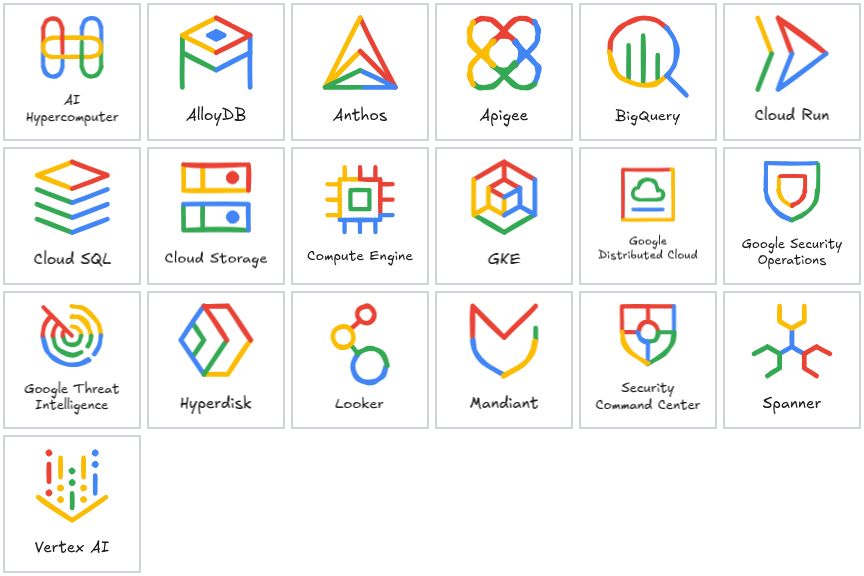 AI
Hypercomputer
AlloyDB
Anthos
Apigee
BigQuery
Cloud Run
Cloud SQL
Cloud Storage
Compute Engine
GKE
Google
Distributed Cloud
Google Security
Operations
Google Threat
Intelligence
Hyperdisk
Looker
Mandiant
Security
Command Center
Spanner
Vertex AI